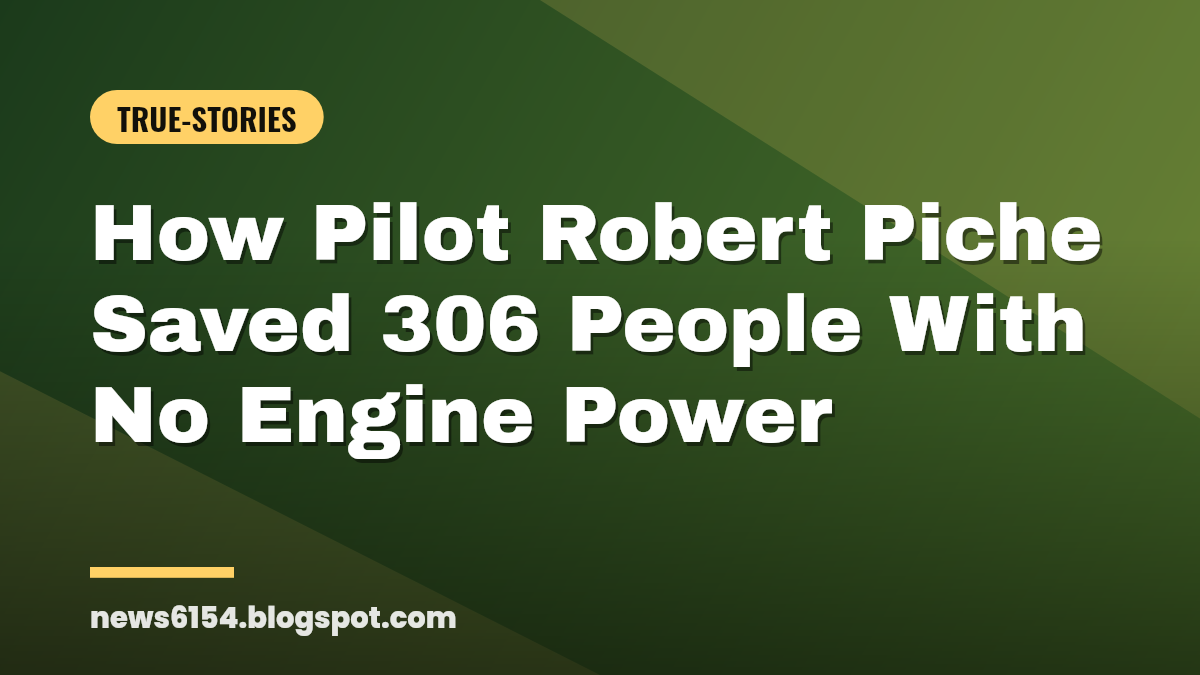 TRUE-STORIES
How Pilot Robert Piche
Saved 306 People With
No Engine Power
news6154.blogspot.com